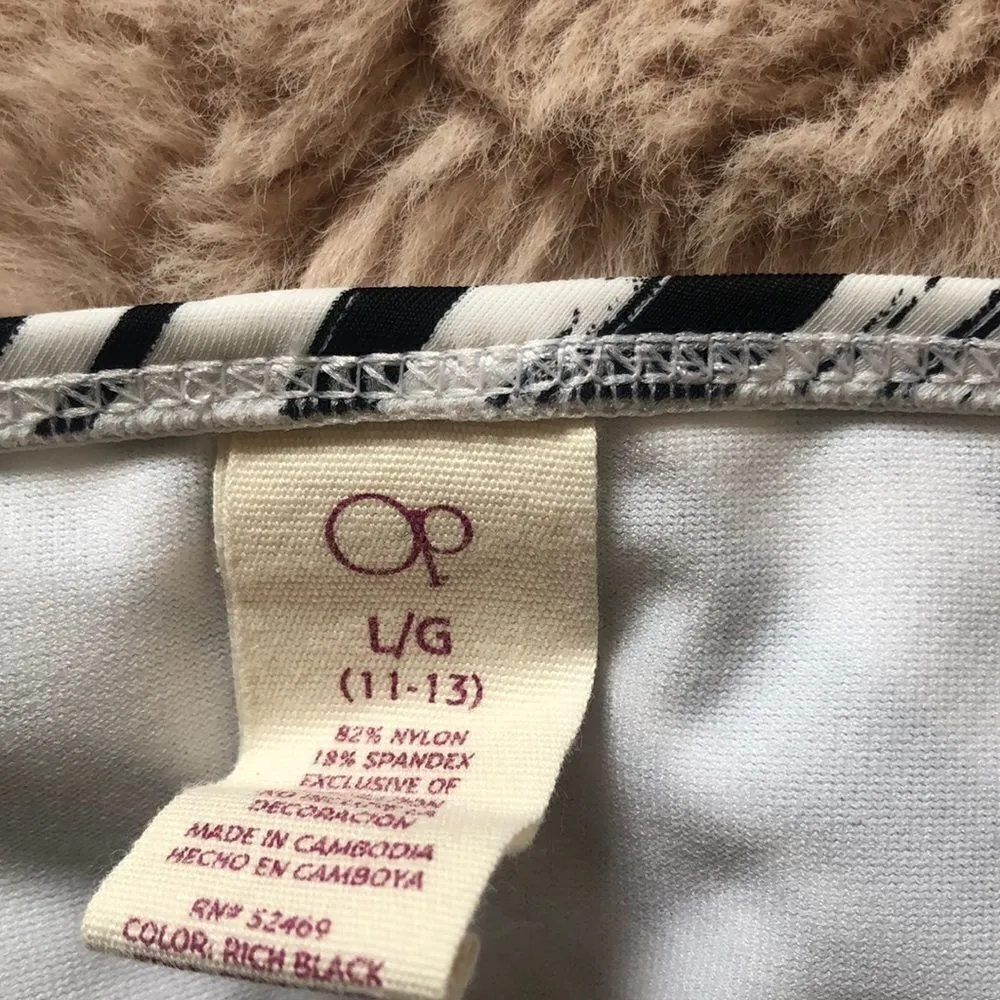 Op
L/G
(11-13)
82% NYLON
18% SPANDEX
EXCLUSIVE OF
DECORACION
MADE IN CAMBODIA
HECHO EN CAMBOYA
RN# 52469
COLOR: RICH BLACK